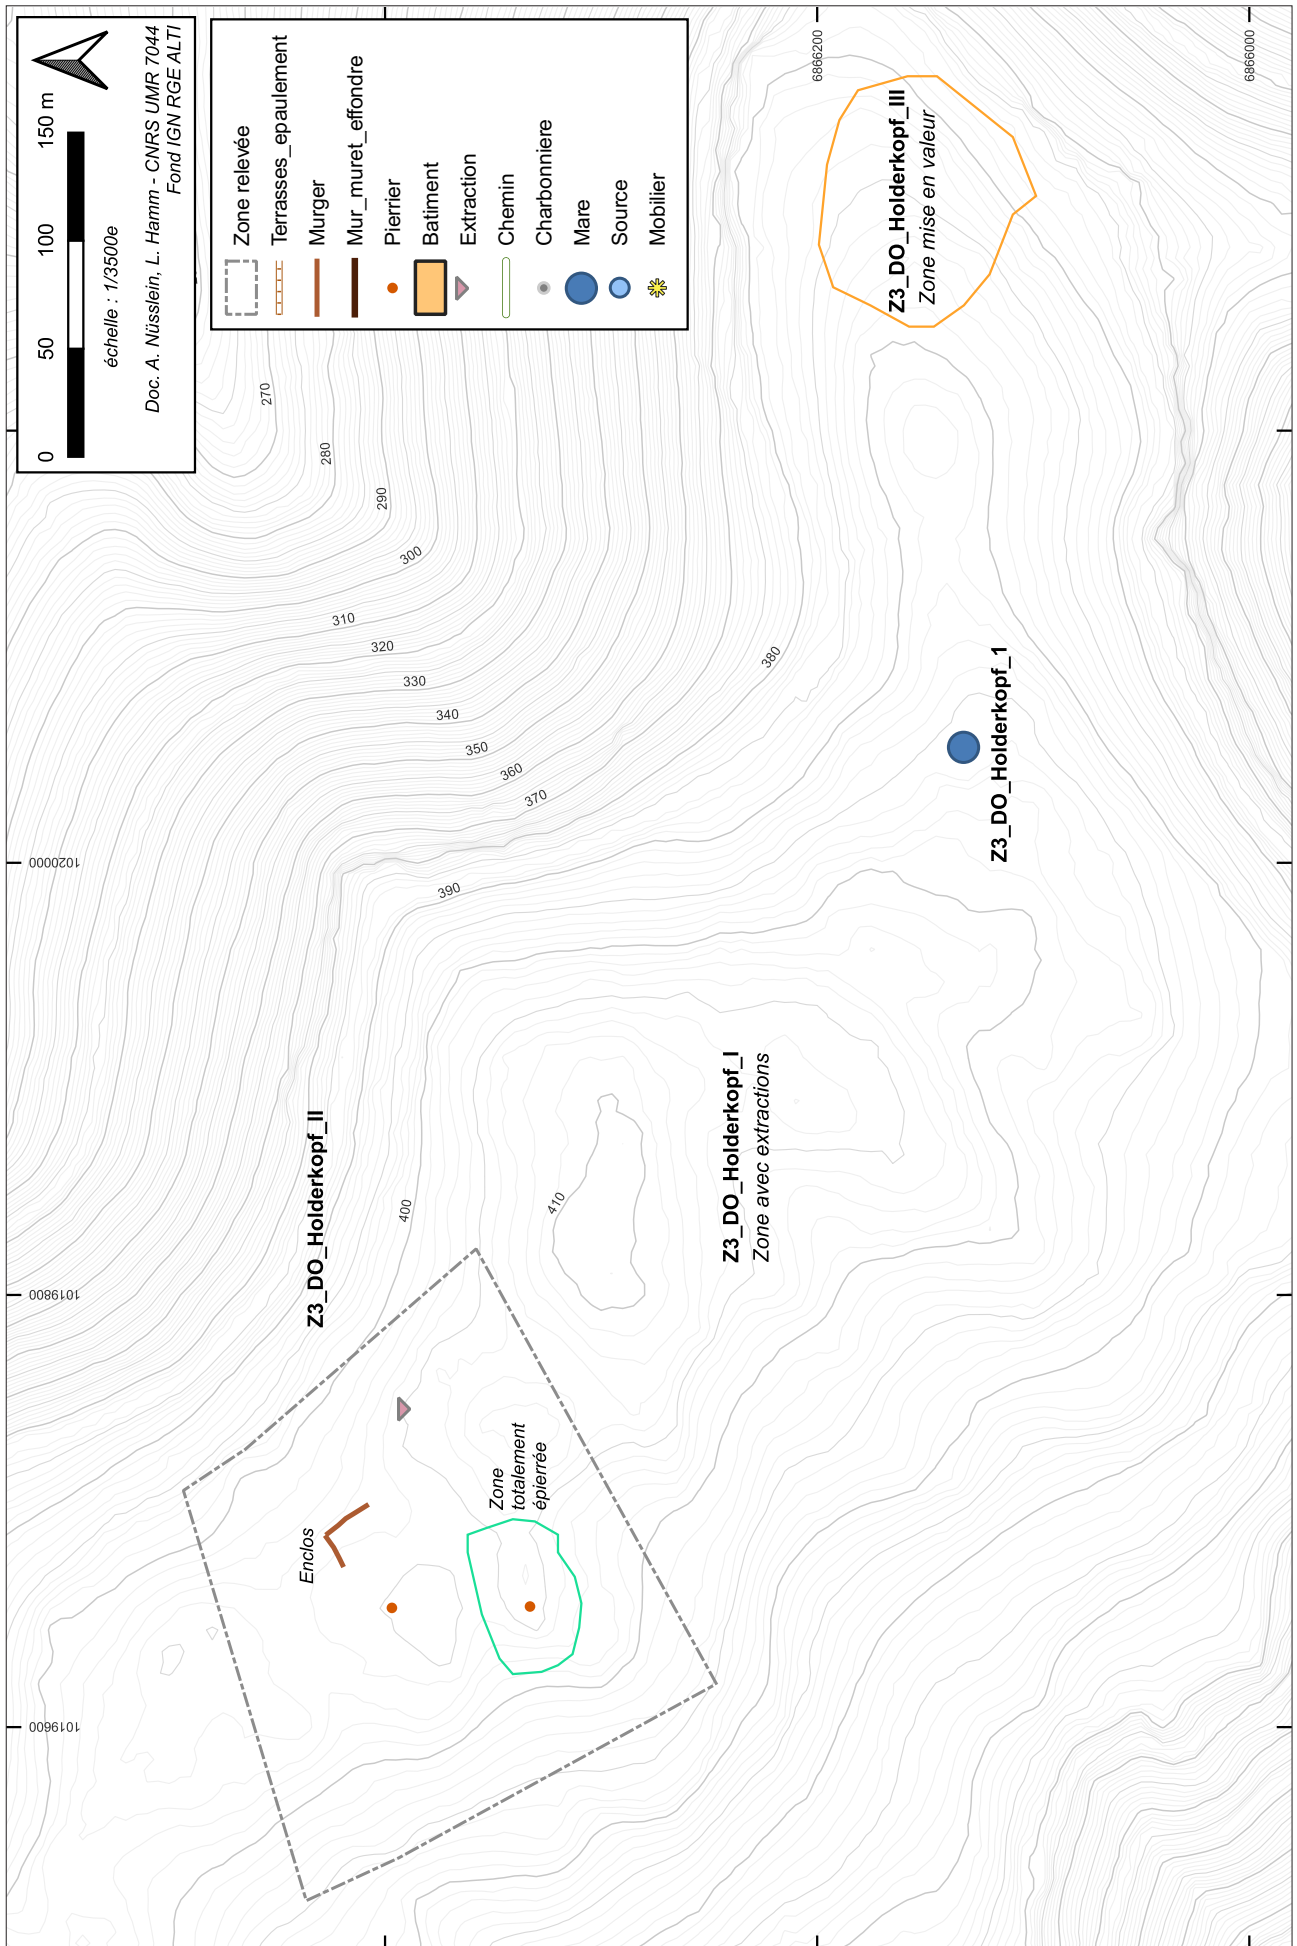 0 50 100 150 m
échelle : 1/3500e
Doc. A. Nüsslein, L. Hamm - CNRS UMR 7044
Fond IGN RGE ALTI
Zone relevée
Terrasses_epaulement
Murger
Mur_muret_effondre
Pierrier
Batiment
Extraction
Chemin
Charbonniere
Mare
Source
Mobilier
6866200
6866000
1020000
1019800
1019600
270
280
290
300
310
320
330
340
350
360
370
380
390
400
410
Z3_DO_Holderkopf_III
Zone mise en valeur
Z3_DO_Holderkopf_1
Z3_DO_Holderkopf_I
Zone avec extractions
Z3_DO_Holderkopf_II
Enclos
Zone
totalement
épierrée